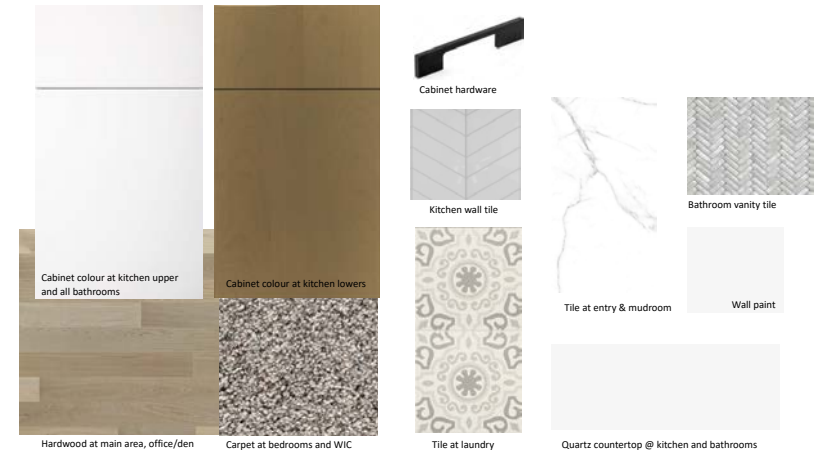 Cabinet hardware
Kitchen wall tile
Bathroom vanity tile
Cabinet colour at kitchen upper
and all bathrooms
Cabinet colour at kitchen lowers
Tile at entry & mudroom
Wall paint
Hardwood at main area, office/den
Carpet at bedrooms and WIC
Tile at laundry
Quartz countertop @ kitchen and bathrooms